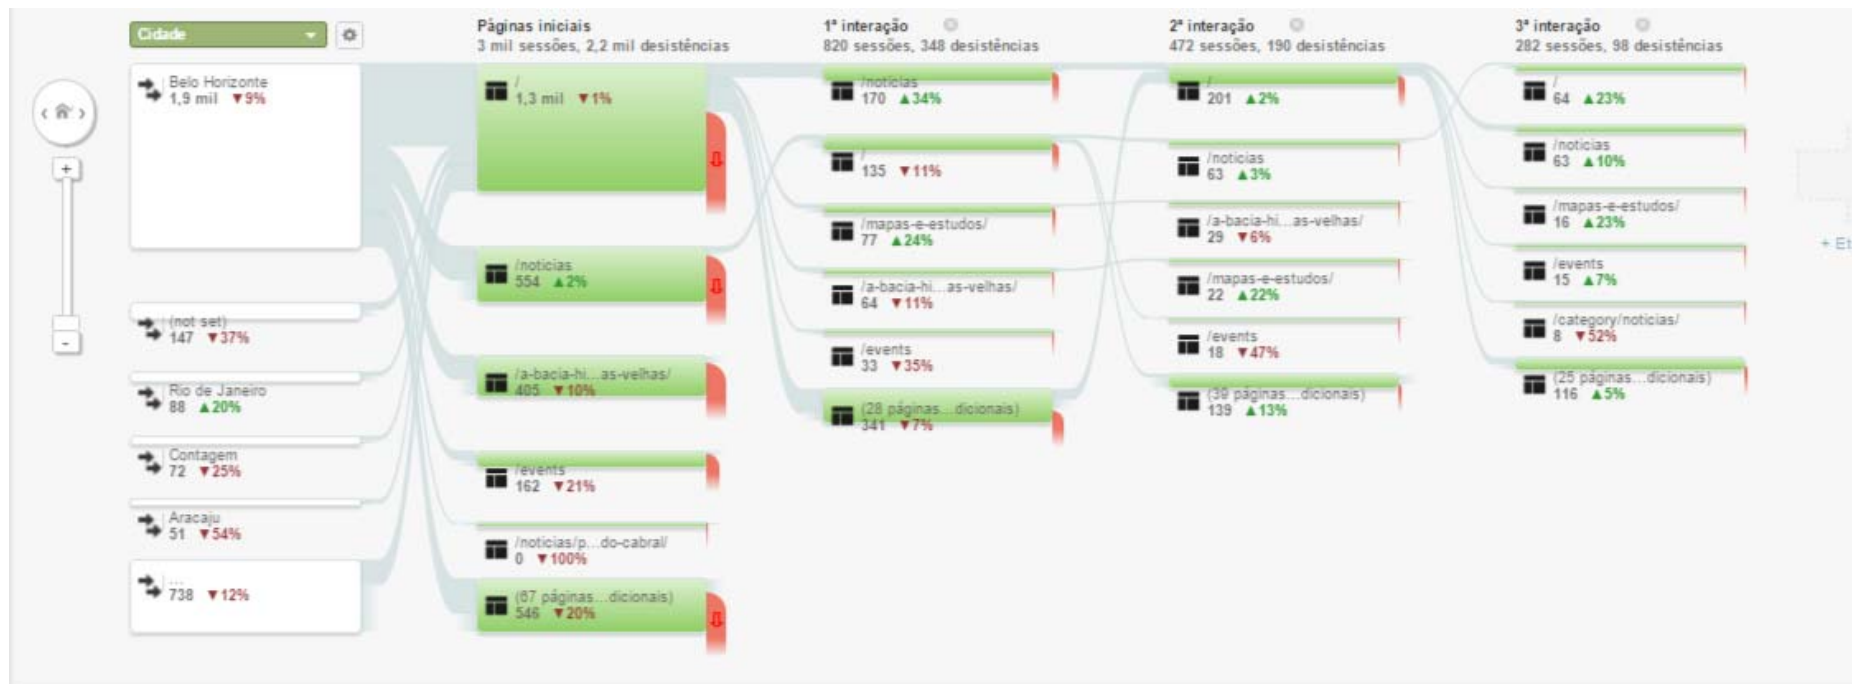 Cidade
Belo Horizonte
1,9 mil ▼9%
(not set)
147 ▼37%
Rio de Janeiro
88 ▲20%
Contagem
72 ▼25%
Aracaju
51 ▼54%
...
738 ▼12%
Páginas iniciais
3 mil sessões, 2,2 mil desistências
/
1,3 mil ▼1%
/noticias
554 ▲2%
/a-bacia-hi...as-velhas/
405 ▼10%
/events
162 ▼21%
/noticias/p...do-cabral/
0 ▼100%
(67 páginas...dicionais)
546 ▼20%
1ª interação
820 sessões, 348 desistências
/noticias
170 ▲34%
/
135 ▼11%
/mapas-e-estudos/
77 ▲24%
/a-bacia-hi...as-velhas/
64 ▼11%
/events
33 ▼35%
(28 páginas...dicionais)
341 ▼7%
2ª interação
472 sessões, 190 desistências
/
201 ▲2%
/noticias
63 ▲3%
/a-bacia-hi...as-velhas/
29 ▼6%
/mapas-e-estudos/
22 ▲22%
/events
18 ▼47%
(39 páginas...dicionais)
139 ▲13%
3ª interação
282 sessões, 98 desistências
/
64 ▲23%
/noticias
63 ▲10%
/mapas-e-estudos/
16 ▲23%
/events
15 ▲7%
/category/noticias/
8 ▼52%
(25 páginas...dicionais)
116 ▲5%
+ Et